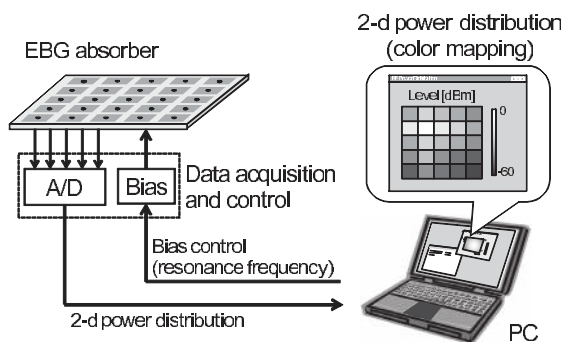 2-d power distribution
(color mapping)
EBG absorber
Level [dBm]
0
-60
A/D
Bias
Data acquisition
and control
Bias control
(resonance frequency)
2-d power distribution
PC